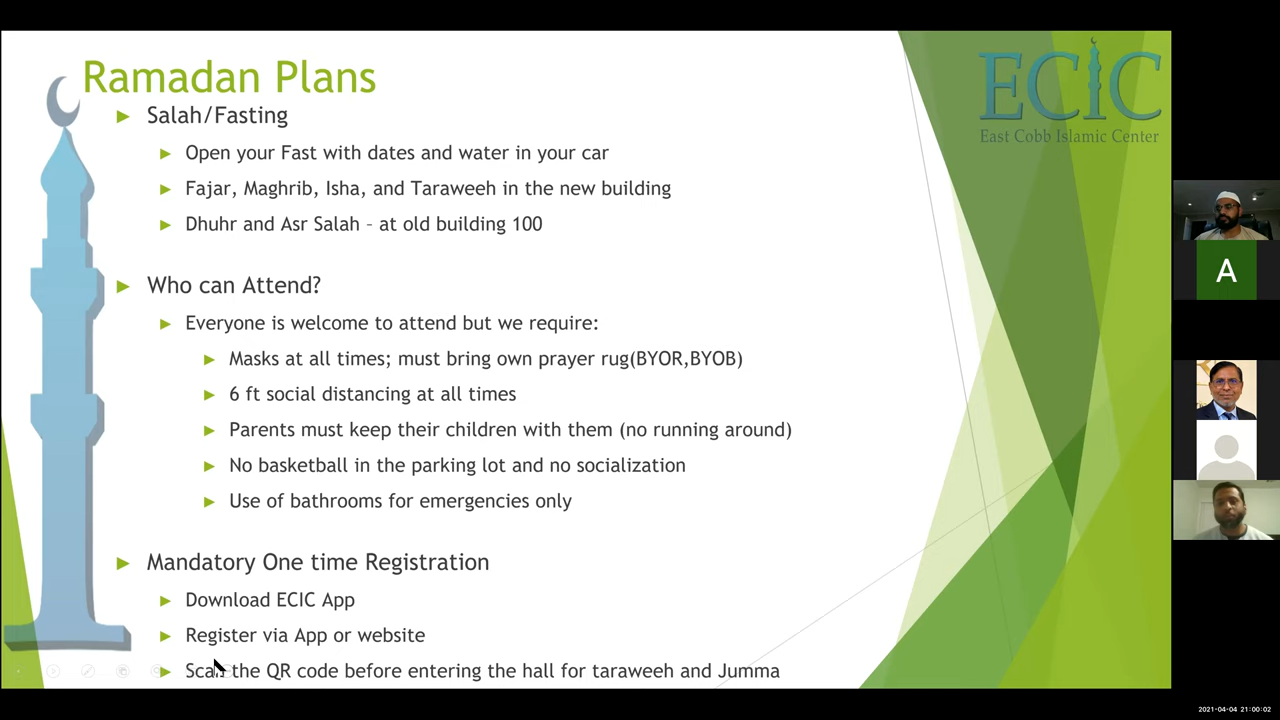 Ramadan Plans
Salah/Fasting
Open your Fast with dates and water in your car
Fajar, Maghrib, Isha, and Taraweeh in the new building
Dhuhr and Asr Salah – at old building 100
Who can Attend?
Everyone is welcome to attend but we require:
Masks at all times; must bring own prayer rug(BYOR,BYOB)
6 ft social distancing at all times
Parents must keep their children with them (no running around)
No basketball in the parking lot and no socialization
Use of bathrooms for emergencies only
Mandatory One time Registration
Download ECIC App
Register via App or website
Scan the QR code before entering the hall for taraweeh and Jumma
ECIC
East Cobb Islamic Center
A
2021-04-04 21:00:02